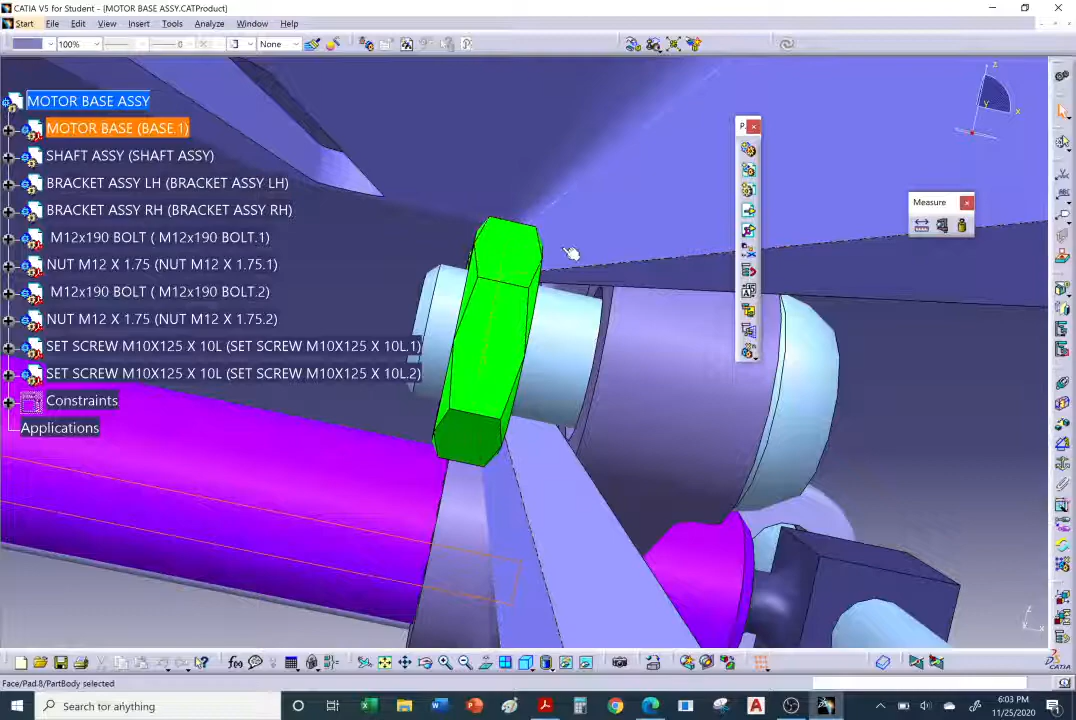 CATIA V5 for Student - [MOTOR BASE ASSY.CATProduct]
Start File Edit View Insert Tools Analyze Window Help
100% 0 None
MOTOR BASE ASSY
MOTOR BASE (BASE.1)
SHAFT ASSY (SHAFT ASSY)
BRACKET ASSY LH (BRACKET ASSY LH)
BRACKET ASSY RH (BRACKET ASSY RH)
M12x190 BOLT ( M12x190 BOLT.1)
NUT M12 X 1.75 (NUT M12 X 1.75.1)
M12x190 BOLT ( M12x190 BOLT.2)
NUT M12 X 1.75 (NUT M12 X 1.75.2)
SET SCREW M10X125 X 10L (SET SCREW M10X125 X 10L.1)
SET SCREW M10X125 X 10L (SET SCREW M10X125 X 10L.2)
Constraints
Applications
P..
Measure
z
y
x
Face/Pad.8/PartBody selected
Type here to search
6:03 PM
11/25/2020